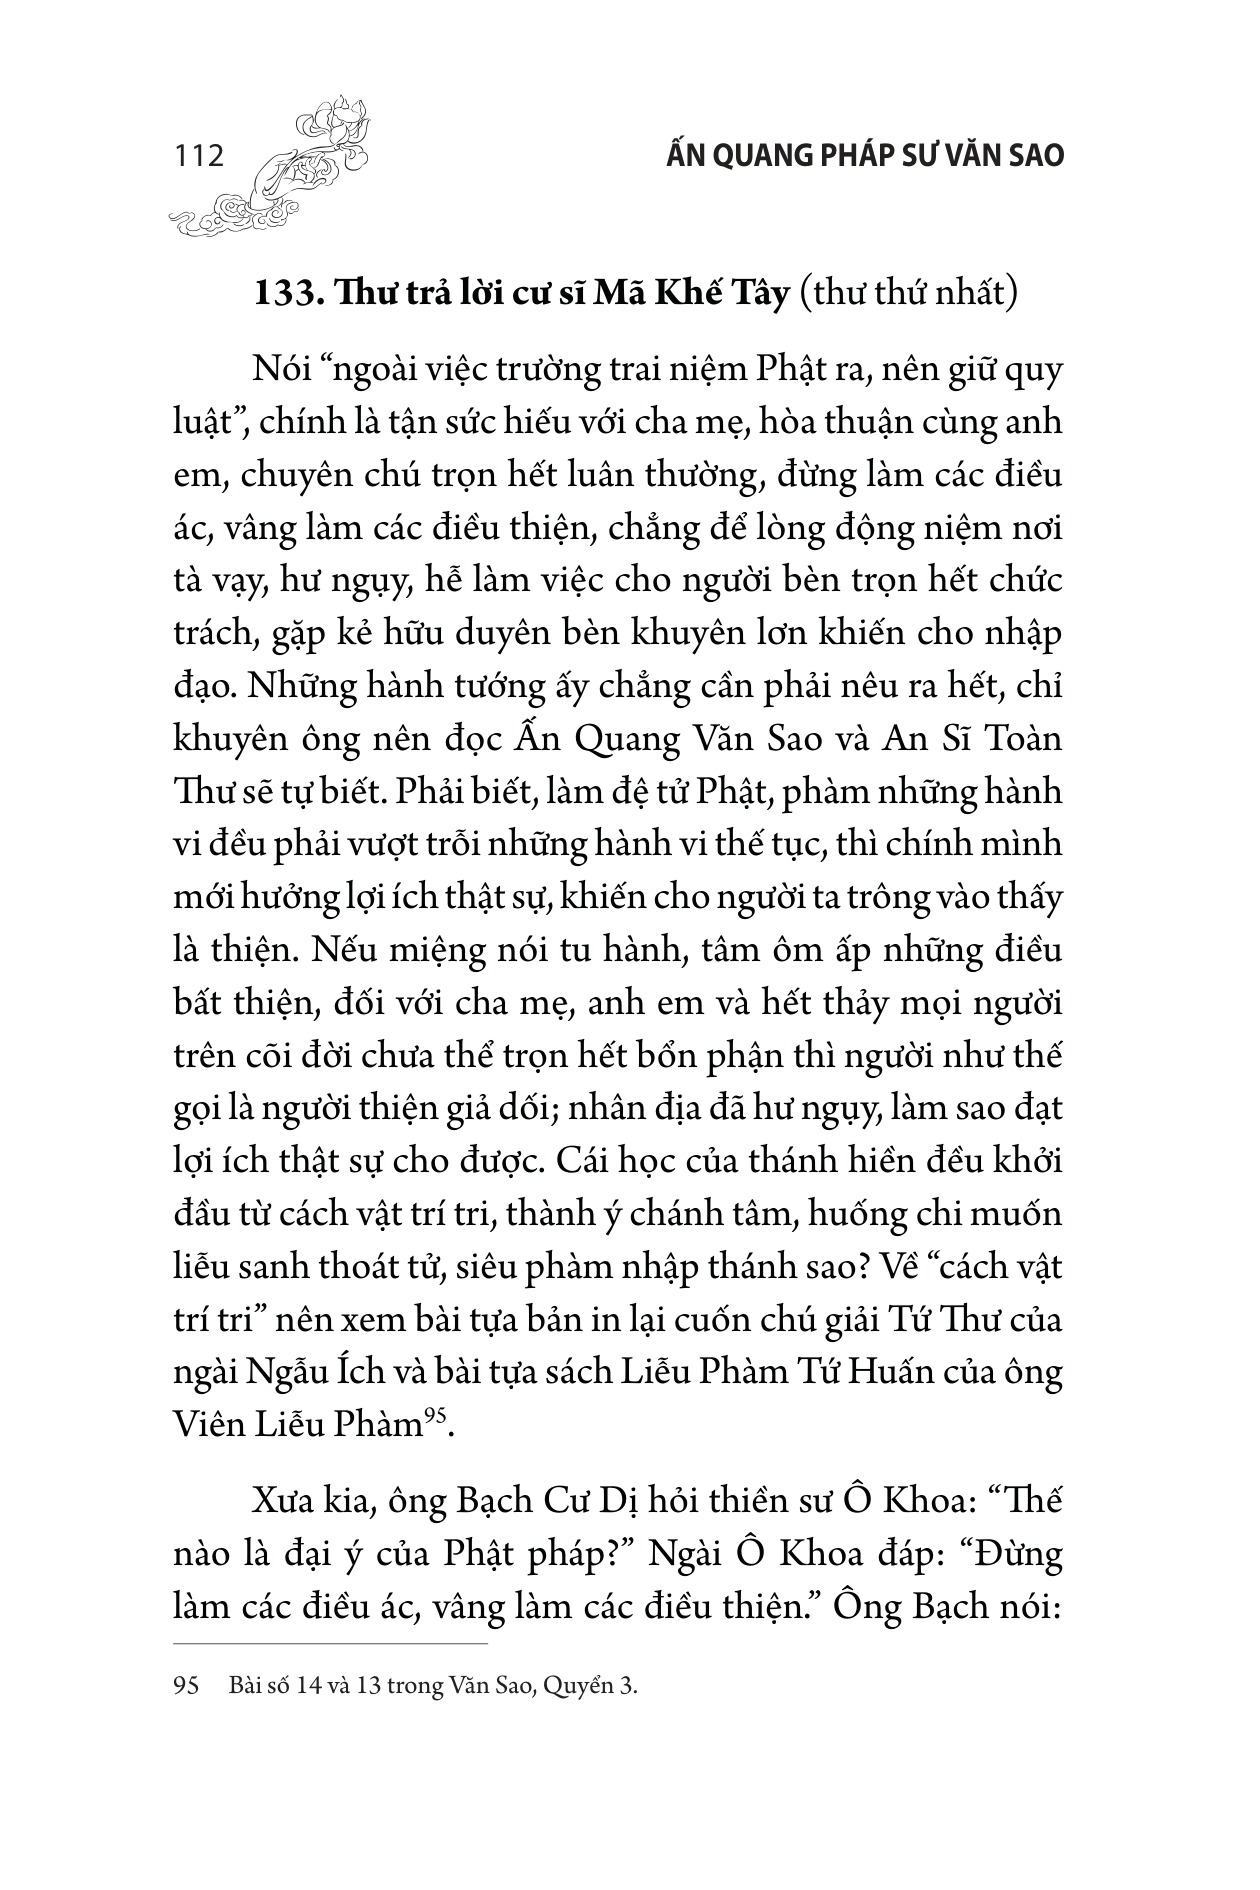 112
ẤN QUANG PHÁP SƯ VĂN SAO
133. Thư trả lời cư sĩ Mã Khế Tây (thư thứ nhất)
Nói “ngoài việc trường trai niệm Phật ra, nên giữ quy
luật”, chính là tận sức hiếu với cha mẹ, hòa thuận cùng anh
em, chuyên chú trọn hết luân thường, đừng làm các điều
ác, vâng làm các điều thiện, chẳng để lòng động niệm nơi
tà vạy, hư ngụy, hễ làm việc cho người bèn trọn hết chức
trách, gặp kẻ hữu duyên bèn khuyên lơn khiến cho nhập
đạo. Những hành tướng ấy chẳng cần phải nêu ra hết, chỉ
khuyên ông nên đọc Ấn Quang Văn Sao và An Sĩ Toàn
Thư sẽ tự biết. Phải biết, làm đệ tử Phật, phàm những hành
vi đều phải vượt trỗi những hành vi thế tục, thì chính mình
mới hưởng lợi ích thật sự, khiến cho người ta trông vào thấy
là thiện. Nếu miệng nói tu hành, tâm ôm ấp những điều
bất thiện, đối với cha mẹ, anh em và hết thảy mọi người
trên cõi đời chưa thể trọn hết bổn phận thì người như thế
gọi là người thiện giả dối; nhân địa đã hư ngụy, làm sao đạt
lợi ích thật sự cho được. Cái học của thánh hiền đều khởi
đầu từ cách vật trí tri, thành ý chánh tâm, huống chi muốn
liễu sanh thoát tử, siêu phàm nhập thánh sao? Về “cách vật
trí tri” nên xem bài tựa bản in lại cuốn chú giải Tứ Thư của
ngài Ngẫu Ích và bài tựa sách Liễu Phàm Tứ Huấn của ông
Viên Liễu Phàm95.
Xưa kia, ông Bạch Cư Dị hỏi thiền sư Ô Khoa: “Thế
nào là đại ý của Phật pháp?” Ngài Ô Khoa đáp: “Đừng
làm các điều ác, vâng làm các điều thiện.” Ông Bạch nói:
95 Bài số 14 và 13 trong Văn Sao, Quyển 3.